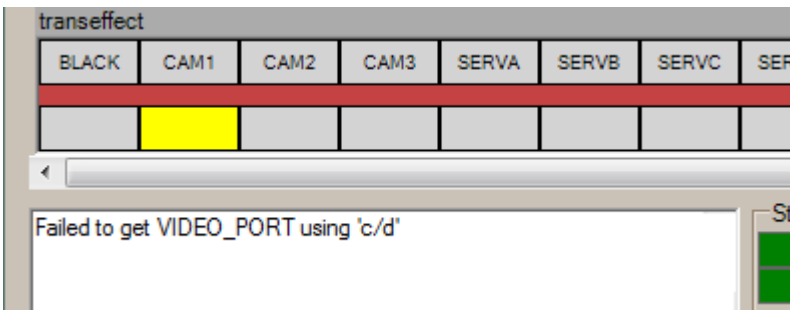 transeffect
BLACK CAM1 CAM2 CAM3 SERVA SERVB SERVC
Failed to get VIDEO_PORT using 'c/d'